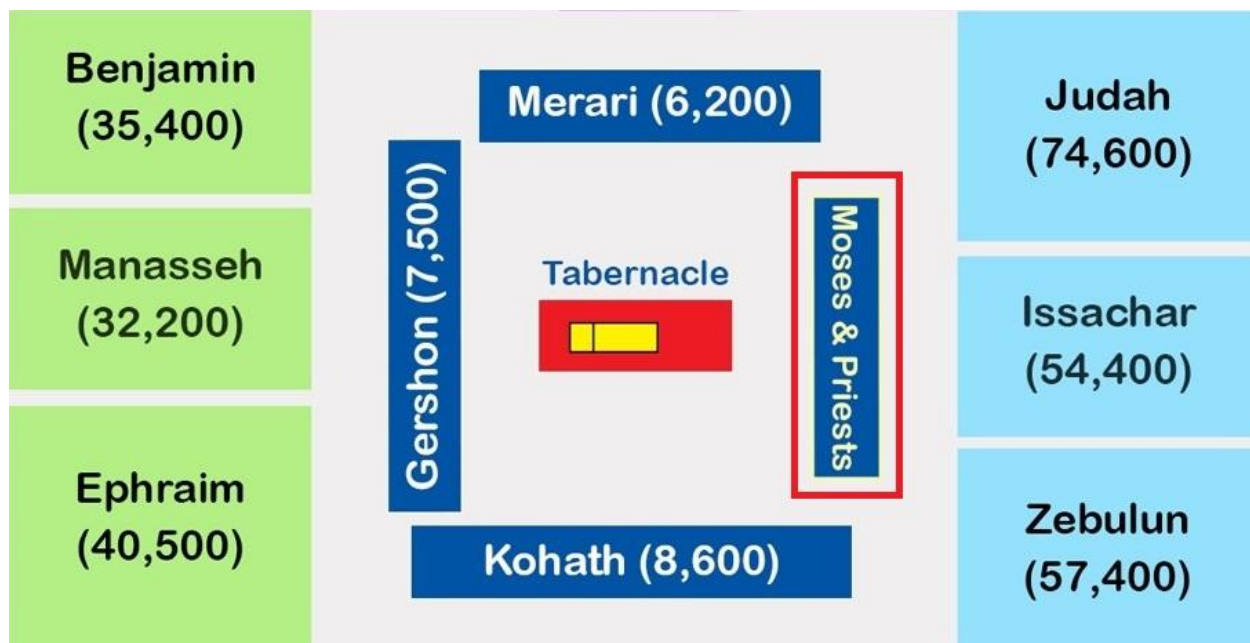 Benjamin
(35,400)
Manasseh
(32,200)
Ephraim
(40,500)
Merari (6,200)
Gershon (7,500)
Tabernacle
Moses & Priests
Kohath (8,600)
Judah
(74,600)
Issachar
(54,400)
Zebulun
(57,400)